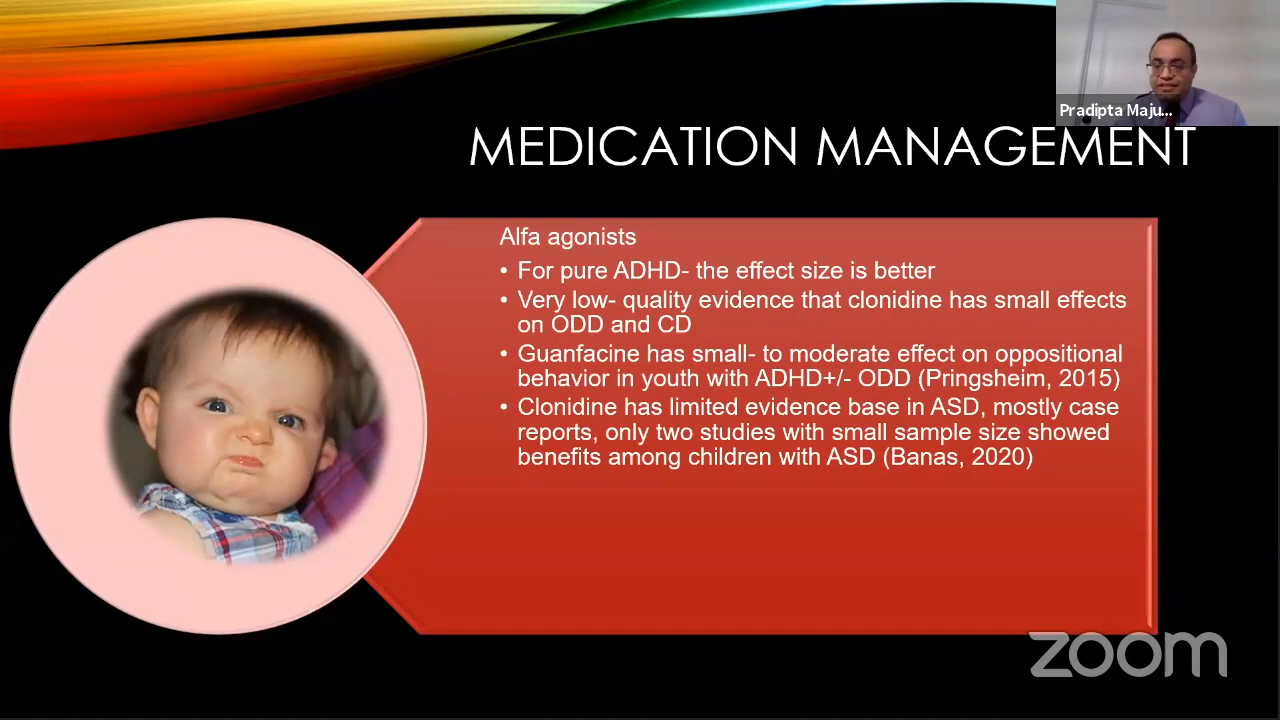 Pradipta Maju...
MEDICATION MANAGEMENT
Alfa agonists
• For pure ADHD- the effect size is better
• Very low- quality evidence that clonidine has small effects
on ODD and CD
• Guanfacine has small- to moderate effect on oppositional
behavior in youth with ADHD+/- ODD (Pringsheim, 2015)
• Clonidine has limited evidence base in ASD, mostly case
reports, only two studies with small sample size showed
benefits among children with ASD (Banas, 2020)
zoom